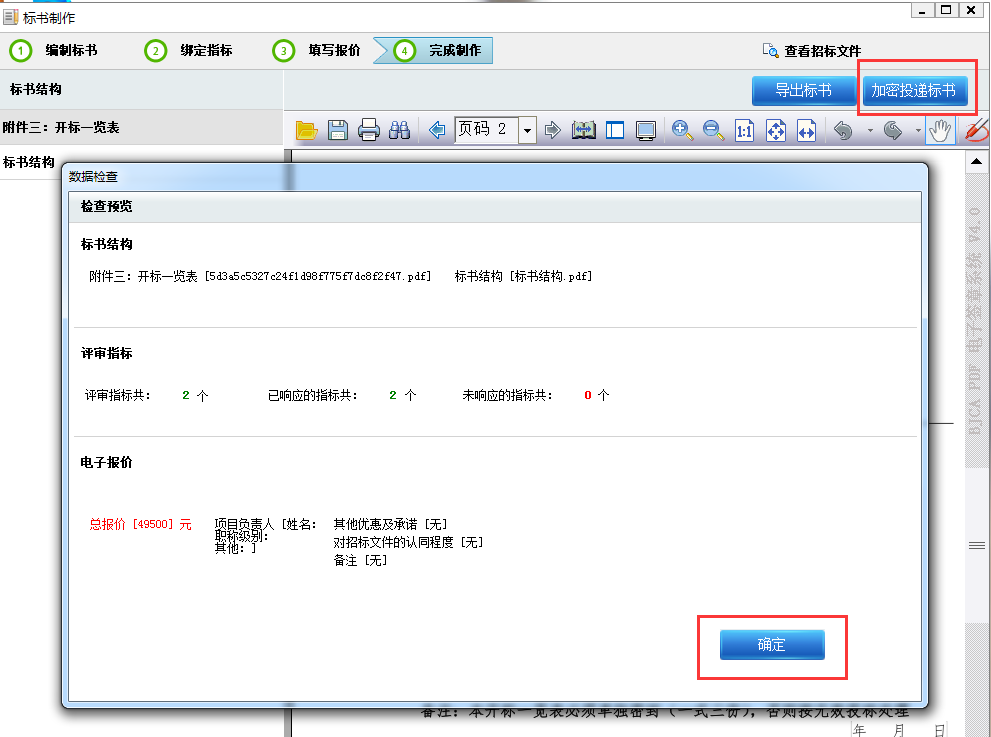 标书制作
1 编制标书 2 绑定指标 3 填写报价 4 完成制作 查看招标文件
标书结构 导出标书 加密投递标书
附件三：开标一览表 页码 2 1:1
标书结构
数据检查
检查预览
标书结构
附件三：开标一览表 [5d3a5c5327c24f1d98f775f7dc8f2f47.pdf] 标书结构 [标书结构.pdf]
评审指标
评审指标共： 2 个 已响应的指标共： 2 个 未响应的指标共： 0 个
电子报价
总报价 [49500] 元 项目负责人 [姓名： 其他优惠及承诺 [无]
职称级别：
其他：] 对招标文件的认同程度 [无]
备注 [无]
确定
备注：本开标一览表必须单独密封（一式三份），否则按无效投标处理
年 月 日
BJCA PDF 电子签章系统 V4.0